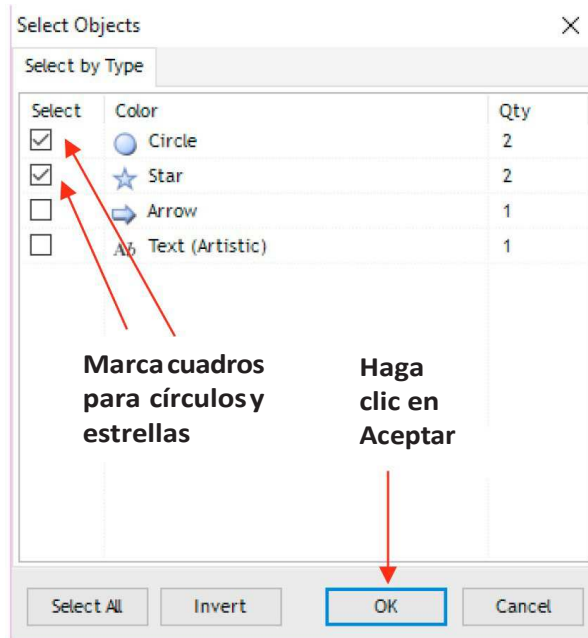 Select Objects
Select by Type
Select Color Qty
Circle 2
Star 2
Arrow 1
Ab Text (Artistic) 1
Marca cuadros
para círculos y
estrellas
Haga
clic en
Aceptar
Select All Invert OK Cancel